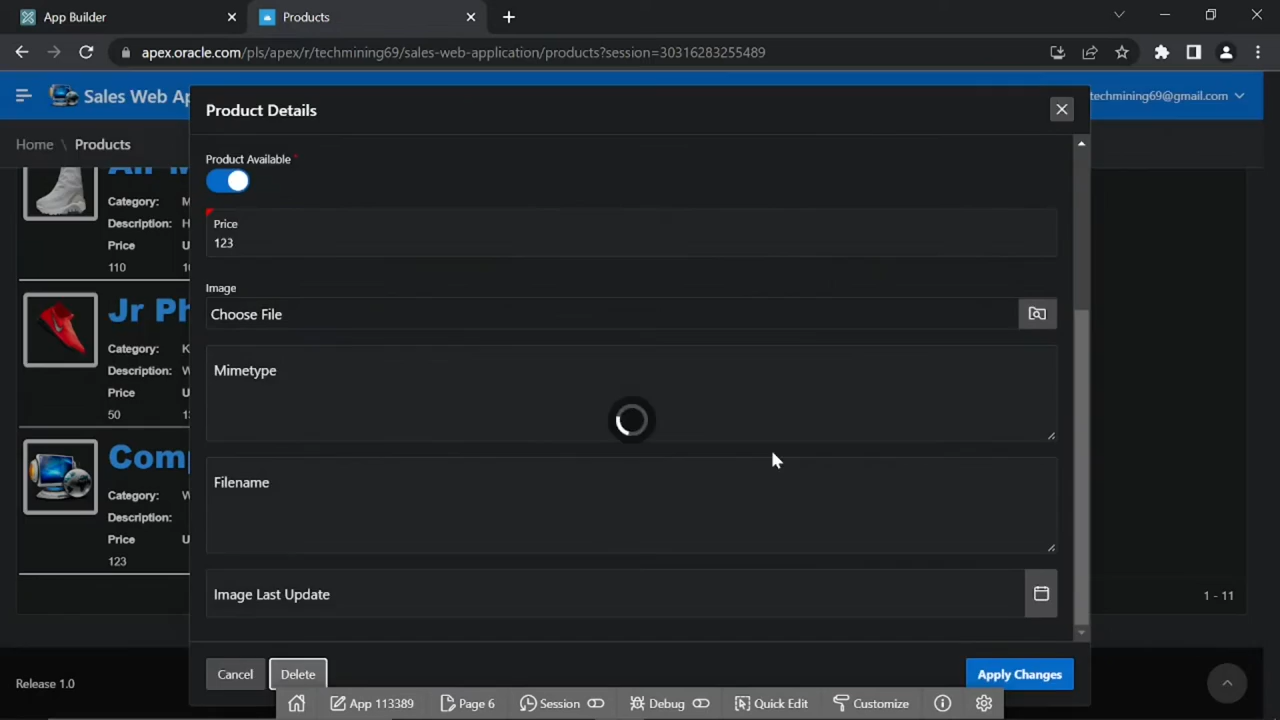 App Builder
Products
apex.oracle.com/pls/apex/r/techmining69/sales-web-application/products?session=30316283255489
Sales Web Ap
techmining69@gmail.com
Product Details
Home \ Products
Product Available
Category:
Description:
Price
110
Price
123
Image
Choose File
Jr Ph
Category:
Description:
Price
50
Mimetype
Comp
Category:
Description:
Price
123
Filename
Image Last Update
1 - 11
Cancel
Delete
Apply Changes
Release 1.0
App 113389
Page 6
Session
Debug
Quick Edit
Customize